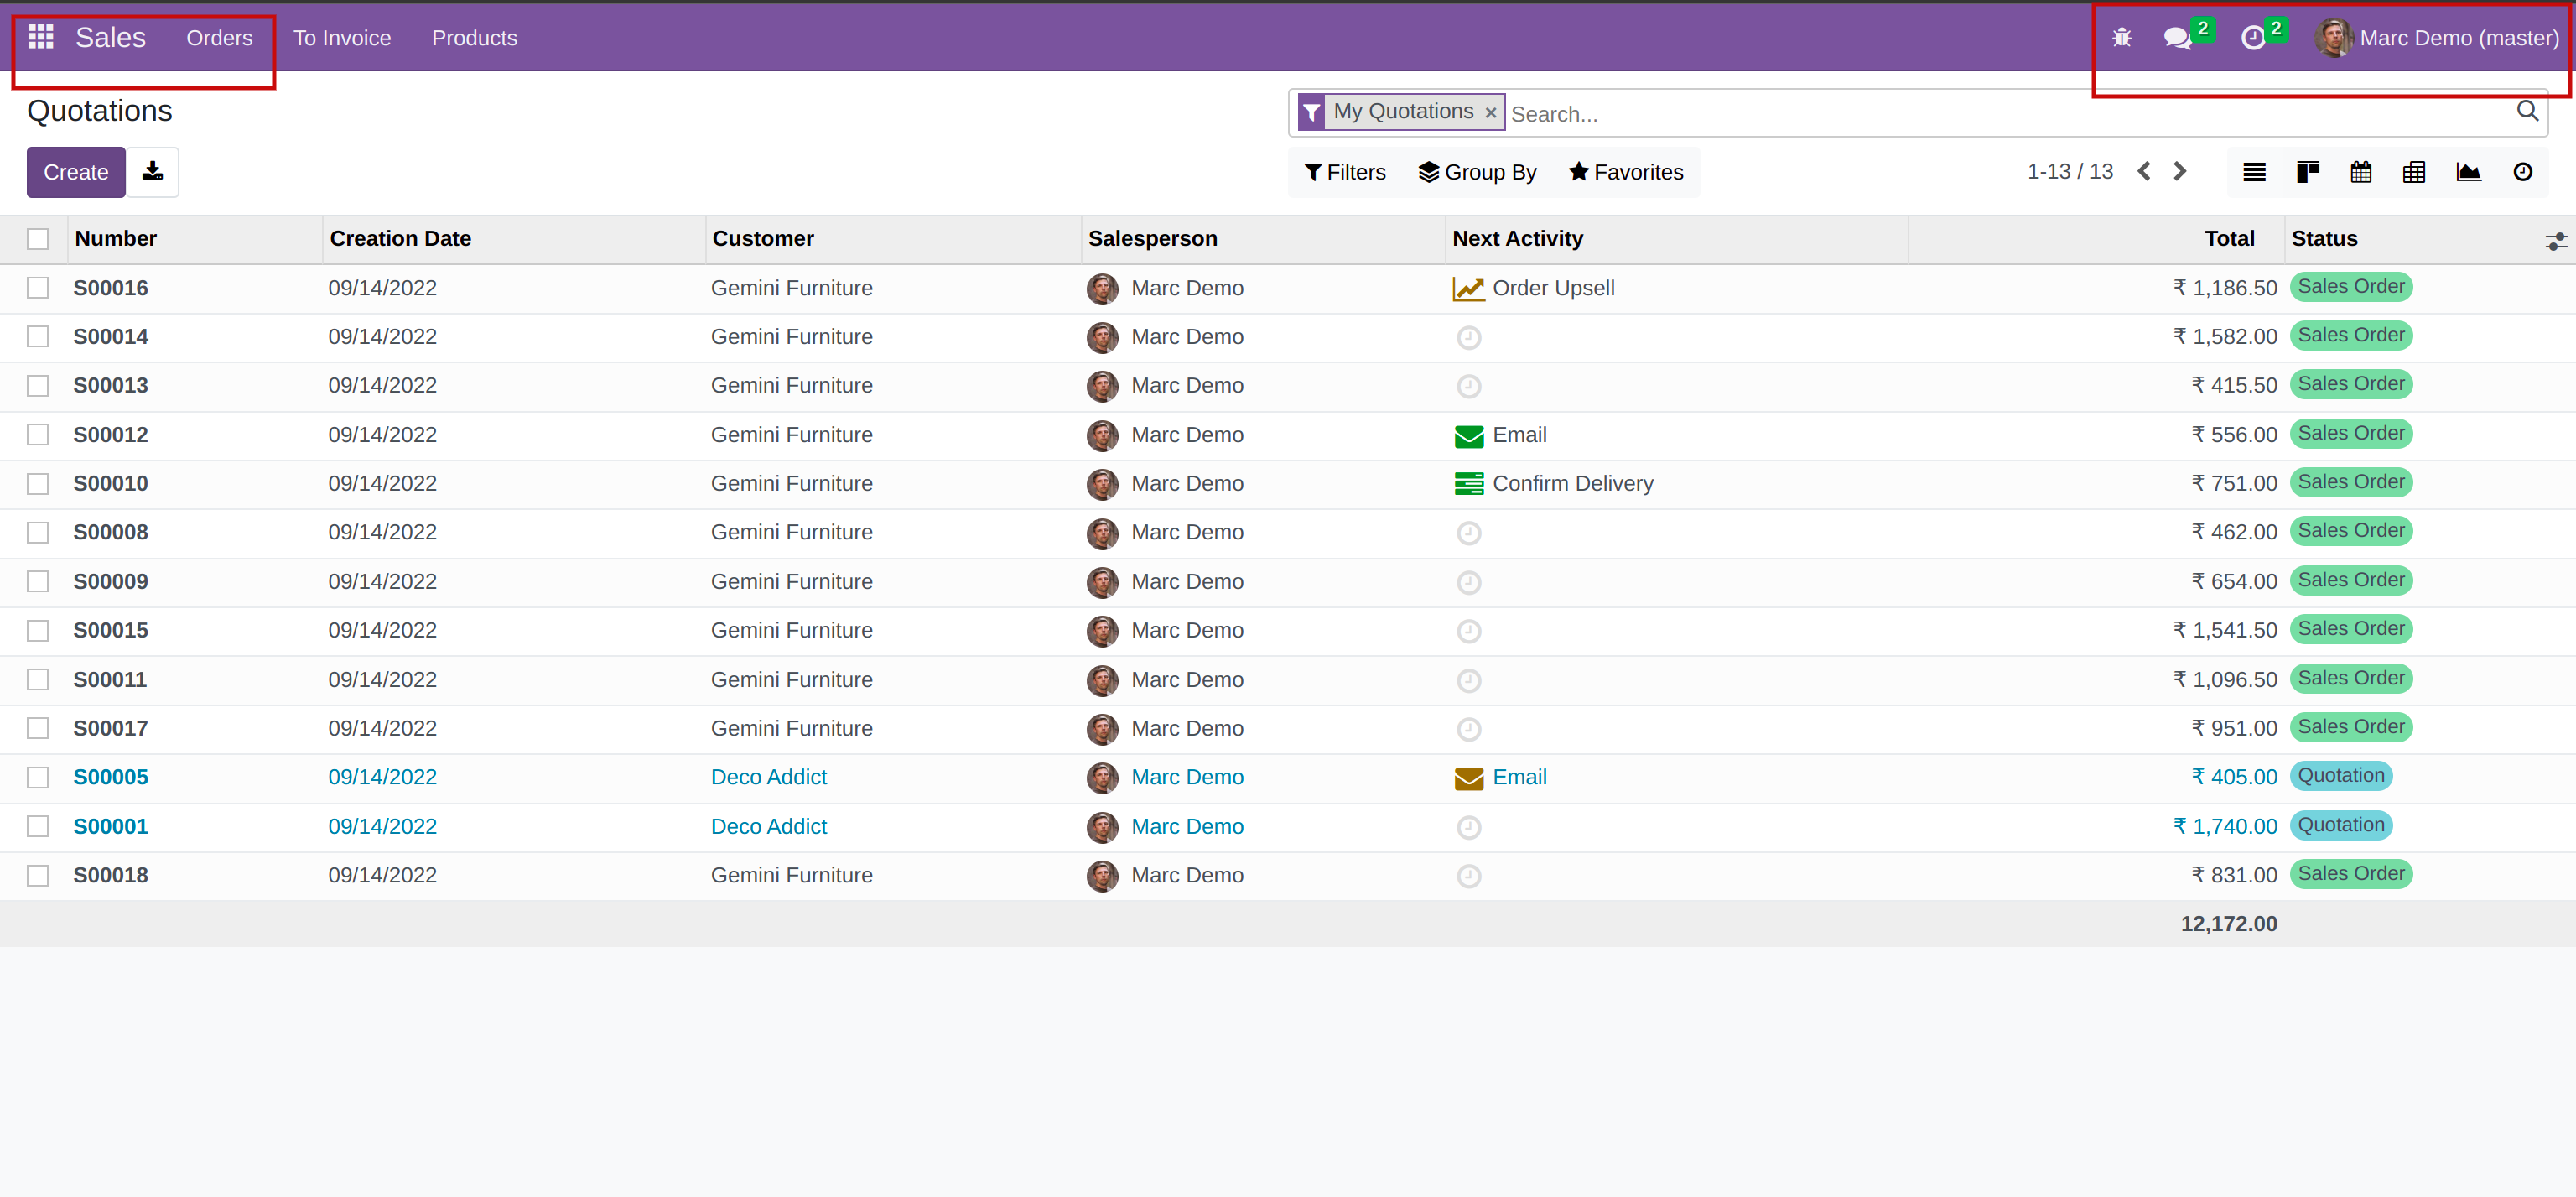 Sales Orders To Invoice Products 2 2 Marc Demo (master)
Quotations My Quotations × Search...
Create Filters Group By Favorites 1-13 / 13
Number Creation Date Customer Salesperson Next Activity Total Status
S00016 09/14/2022 Gemini Furniture Marc Demo Order Upsell ₹ 1,186.50 Sales Order
S00014 09/14/2022 Gemini Furniture Marc Demo ₹ 1,582.00 Sales Order
S00013 09/14/2022 Gemini Furniture Marc Demo ₹ 415.50 Sales Order
S00012 09/14/2022 Gemini Furniture Marc Demo Email ₹ 556.00 Sales Order
S00010 09/14/2022 Gemini Furniture Marc Demo Confirm Delivery ₹ 751.00 Sales Order
S00008 09/14/2022 Gemini Furniture Marc Demo ₹ 462.00 Sales Order
S00009 09/14/2022 Gemini Furniture Marc Demo ₹ 654.00 Sales Order
S00015 09/14/2022 Gemini Furniture Marc Demo ₹ 1,541.50 Sales Order
S00011 09/14/2022 Gemini Furniture Marc Demo ₹ 1,096.50 Sales Order
S00017 09/14/2022 Gemini Furniture Marc Demo ₹ 951.00 Sales Order
S00005 09/14/2022 Deco Addict Marc Demo Email ₹ 405.00 Quotation
S00001 09/14/2022 Deco Addict Marc Demo ₹ 1,740.00 Quotation
S00018 09/14/2022 Gemini Furniture Marc Demo ₹ 831.00 Sales Order
12,172.00